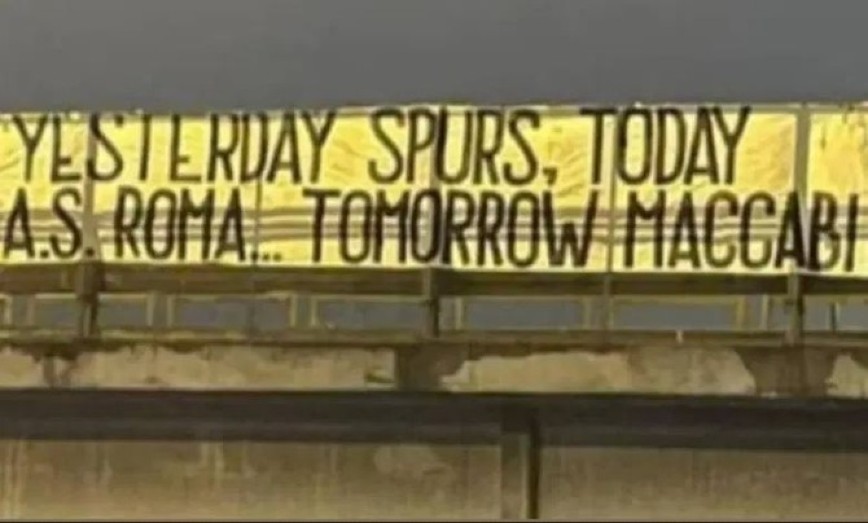 YESTERDAY SPURS, TODAY
A.S. ROMA... TOMORROW MACCABI